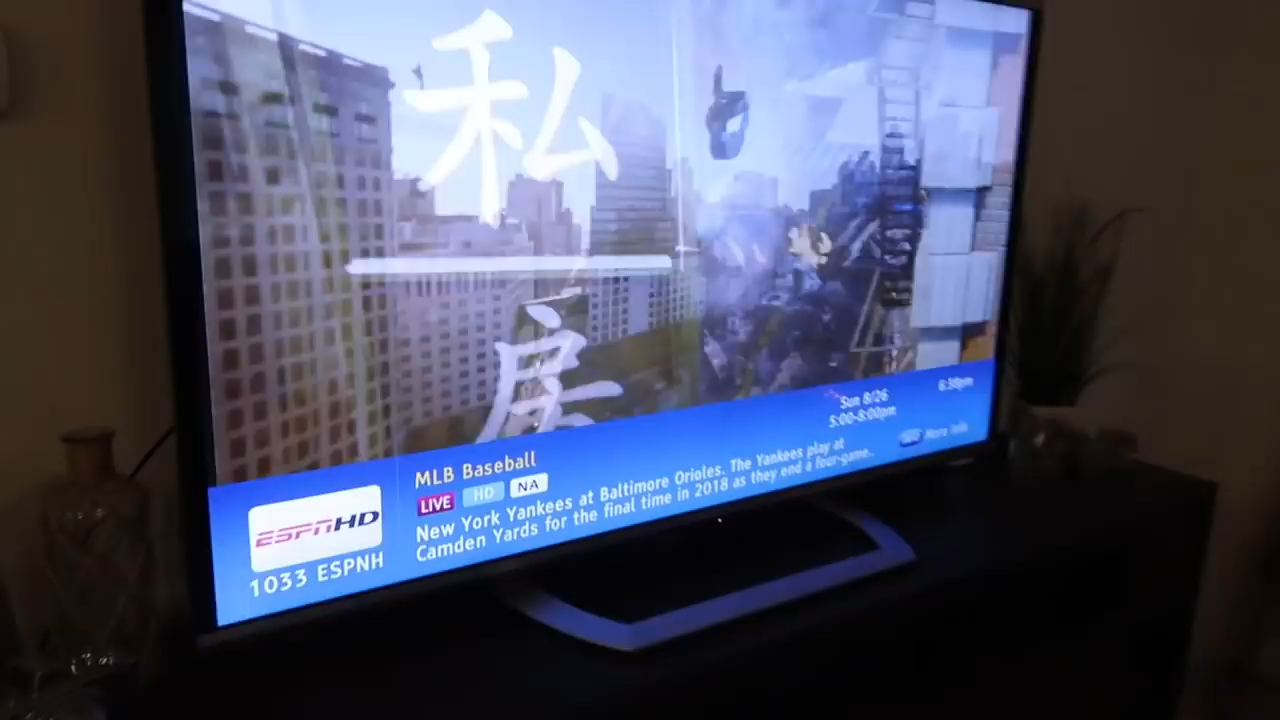 私
房
Sun 8/26
6:38pm
5:00-8:00pm
More Info
MLB Baseball
LIVE HD NA
New York Yankees at Baltimore Orioles. The Yankees play at
Camden Yards for the final time in 2018 as they end a four-game..
ESPNHD
1033 ESPNH